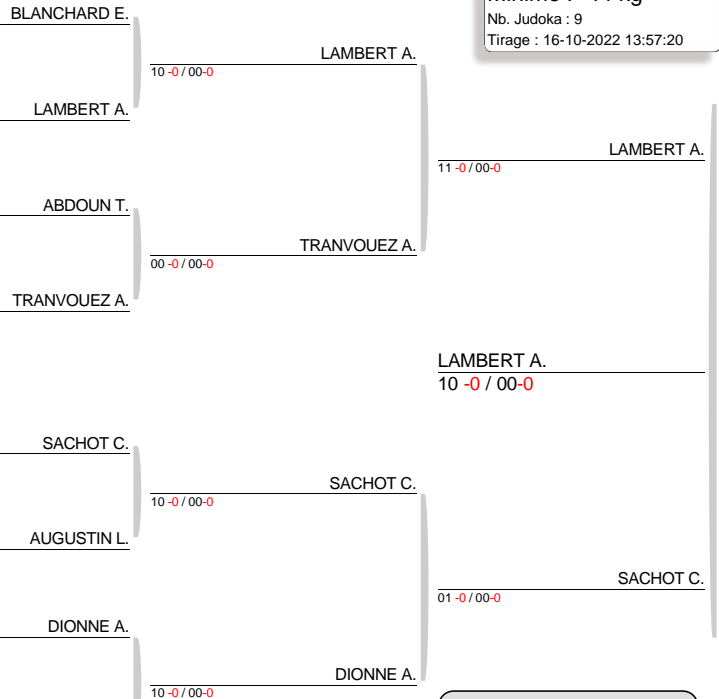 BLANCHARD E.
Nb. Judoka : 9
Tirage : 16-10-2022 13:57:20
LAMBERT A.
10 -0 / 00-0
LAMBERT A.
LAMBERT A.
11 -0 / 00-0
ABDOUN T.
TRANVOUEZ A.
00 -0 / 00-0
TRANVOUEZ A.
LAMBERT A.
10 -0 / 00-0
SACHOT C.
SACHOT C.
10 -0 / 00-0
AUGUSTIN L.
SACHOT C.
01 -0 / 00-0
DIONNE A.
DIONNE A.
10 -0 / 00-0